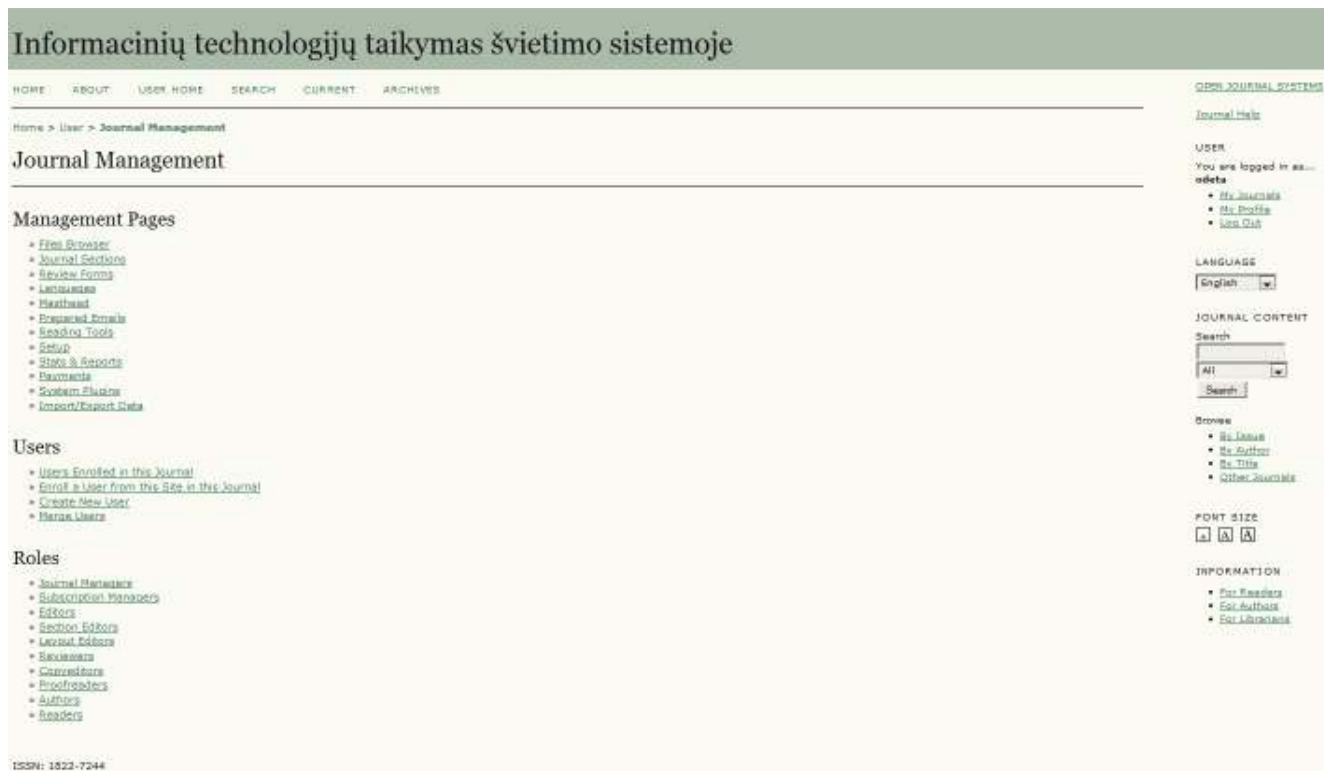 Informacinių technologijų taikymas švietimo sistemoje
HOME ABOUT USER HOME SEARCH CURRENT ARCHIVES
Home > User > Journal Management
Journal Management
Management Pages
» Files Browser
» Journal Sections
» Review Forms
» Languages
» Masthead
» Prepared Emails
» Reading Tools
» Setup
» Stats & Reports
» Payments
» System Plugins
» Import/Export Data
Users
» Users Enrolled in this Journal
» Enroll a User from this Site in this Journal
» Create New User
» Merge Users
Roles
» Journal Managers
» Subscription Managers
» Editors
» Section Editors
» Layout Editors
» Reviewers
» Copyeditors
» Proofreaders
» Authors
» Readers
ISSN: 1822-7244
OPEN JOURNAL SYSTEMS
Journal Help
USER
You are logged in as...
odeta
• My Journals
• My Profile
• Log Out
LANGUAGE
English
JOURNAL CONTENT
Search
All
Search
Browse
• By Issue
• By Author
• By Title
• Other Journals
FONT SIZE
A A A
INFORMATION
• For Readers
• For Authors
• For Librarians